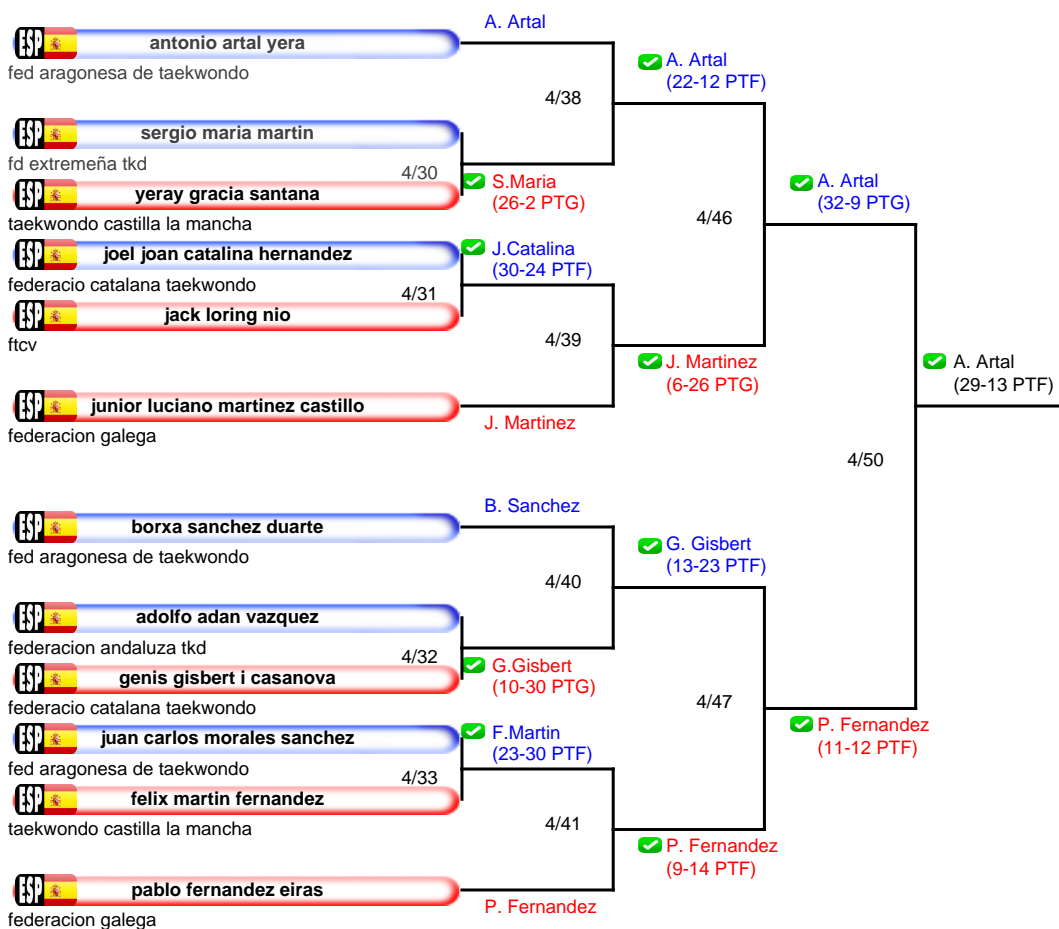 A. Artal
ESP antonio artal yera
fed aragonesa de taekwondo
A. Artal
(22-12 PTF)
4/38
ESP sergio maria martin
fd extremeña tkd
4/30
S.Maria
(26-2 PTG)
ESP yeray gracia santana
taekwondo castilla la mancha
A. Artal
(32-9 PTG)
4/46
ESP joel joan catalina hernandez
J.Catalina
(30-24 PTF)
federacio catalana taekwondo
4/31
ESP jack loring nio
ftcv
4/39
J. Martinez
(6-26 PTG)
A. Artal
(29-13 PTF)
ESP junior luciano martinez castillo
J. Martinez
federacion galega
4/50
B. Sanchez
ESP borxa sanchez duarte
fed aragonesa de taekwondo
G. Gisbert
(13-23 PTF)
4/40
ESP adolfo adan vazquez
federacion andaluza tkd
4/32
G.Gisbert
(10-30 PTG)
ESP genis gisbert i casanova
federacio catalana taekwondo
4/47
P. Fernandez
(11-12 PTF)
ESP juan carlos morales sanchez
F.Martin
(23-30 PTF)
fed aragonesa de taekwondo
4/33
ESP felix martin fernandez
taekwondo castilla la mancha
4/41
P. Fernandez
(9-14 PTF)
ESP pablo fernandez eiras
P. Fernandez
federacion galega